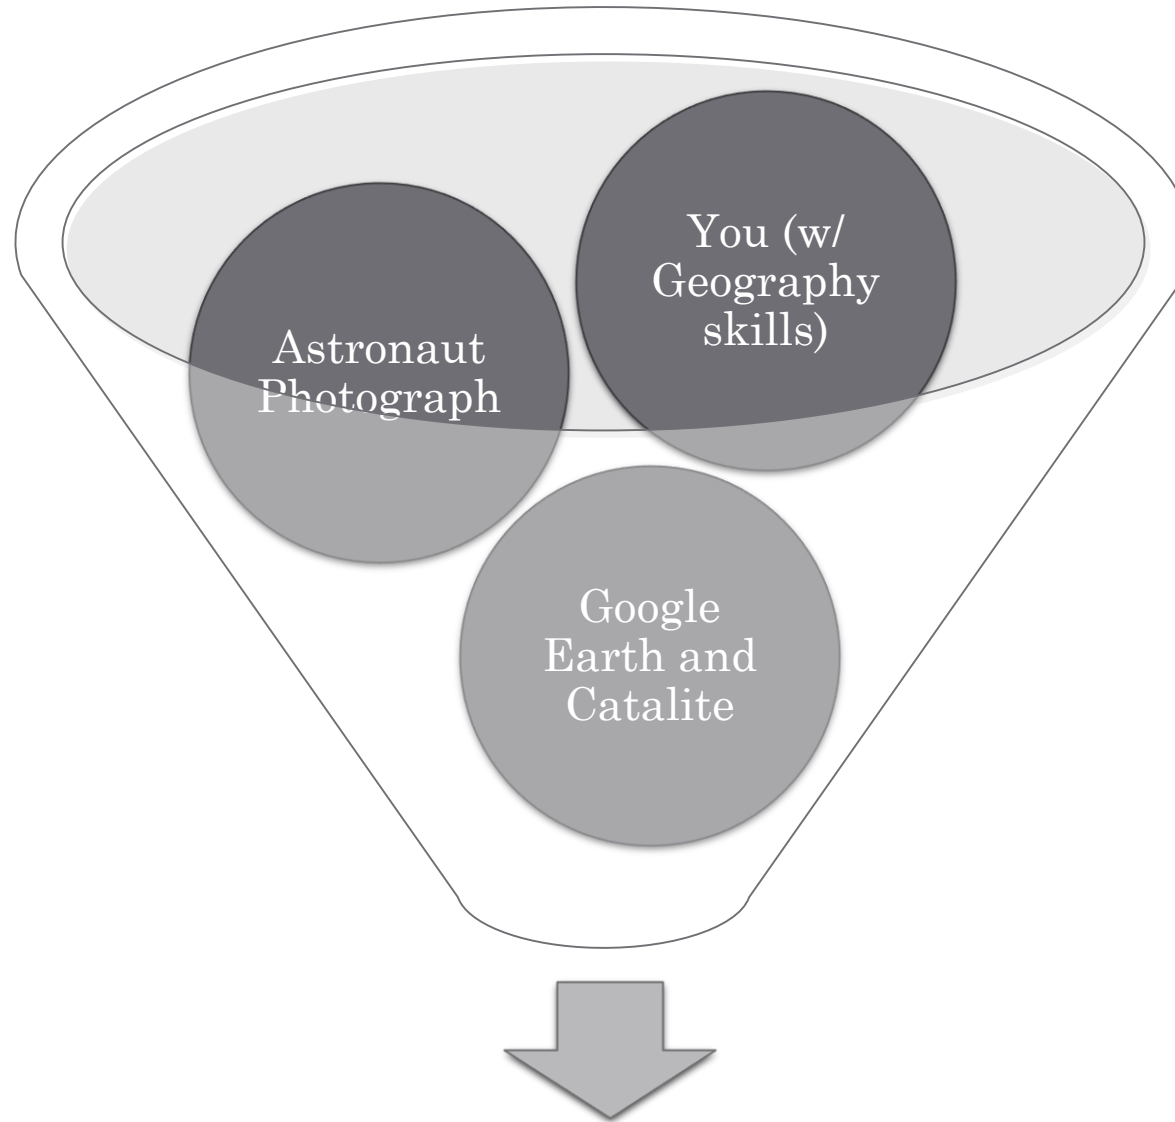 You (w/
Geography
skills)
Astronaut
Photograph
Google
Earth and
Catalite